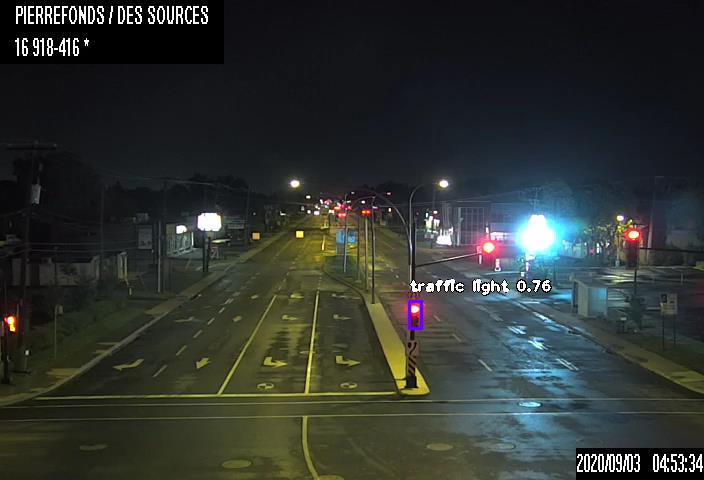 PIERREFONDS / DES SOURCES
16 918-416 *
traffic light 0.76
2020/09/03 04:53:34